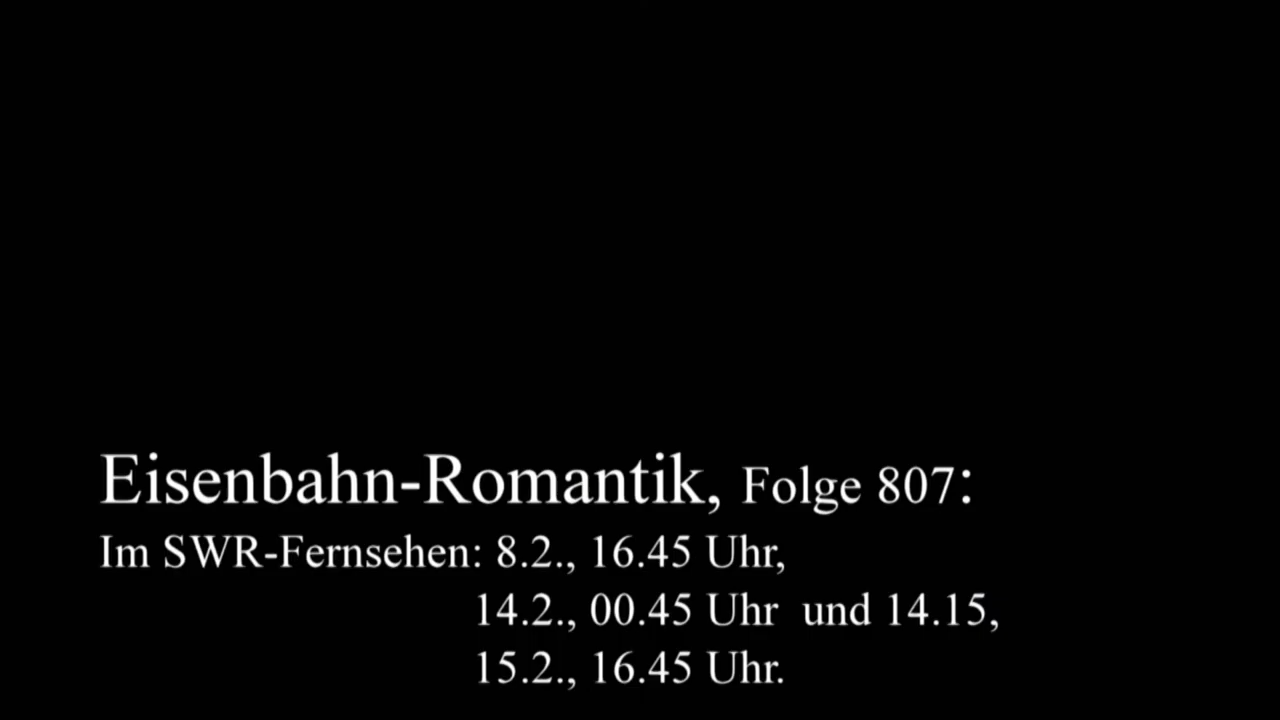 Eisenbahn-Romantik, Folge 807:
Im SWR-Fernsehen: 8.2., 16.45 Uhr,
14.2., 00.45 Uhr und 14.15,
15.2., 16.45 Uhr.